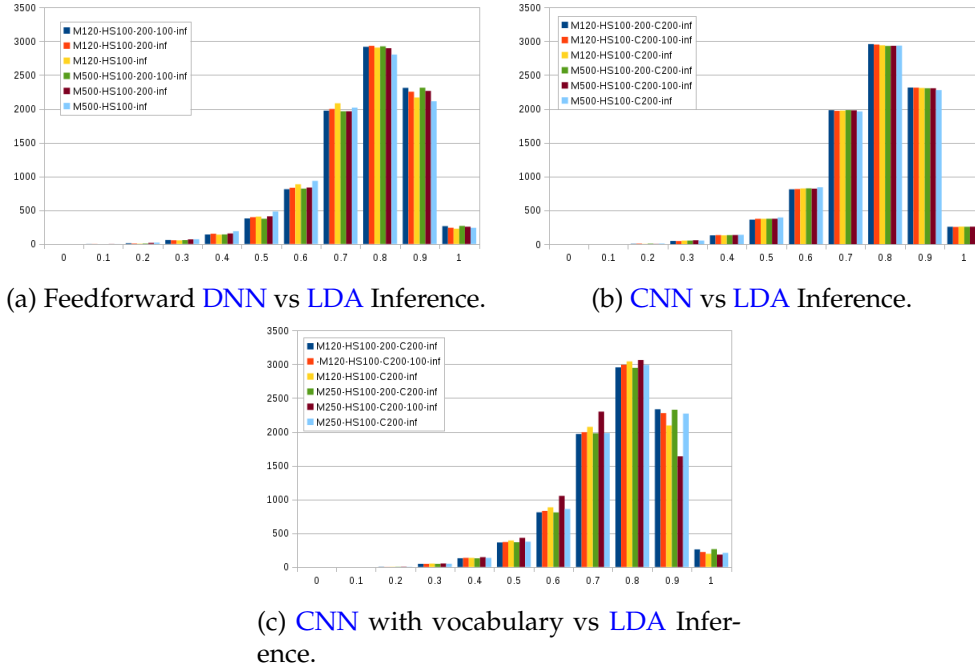 M120-HS100-200-100-inf
M120-HS100-200-inf
M120-HS100-inf
M500-HS100-200-100-inf
M500-HS100-200-inf
M500-HS100-inf
3500
3000
2500
2000
1500
1000
500
0
0 0.1 0.2 0.3 0.4 0.5 0.6 0.7 0.8 0.9 1
(a) Feedforward DNN vs LDA Inference.
M120-HS100-200-C200-inf
M120-HS100-C200-100-inf
M120-HS100-C200-inf
M500-HS100-200-C200-inf
M500-HS100-C200-100-inf
M500-HS100-C200-inf
3500
3000
2500
2000
1500
1000
500
0
0 0.1 0.2 0.3 0.4 0.5 0.6 0.7 0.8 0.9 1
(b) CNN vs LDA Inference.
M120-HS100-200-C200-inf
-M120-HS100-C200-100-inf
M120-HS100-C200-inf
M250-HS100-200-C200-inf
M250-HS100-C200-100-inf
M250-HS100-C200-inf
3500
3000
2500
2000
1500
1000
500
0
0 0.1 0.2 0.3 0.4 0.5 0.6 0.7 0.8 0.9 1
(c) CNN with vocabulary vs LDA Infer-
ence.